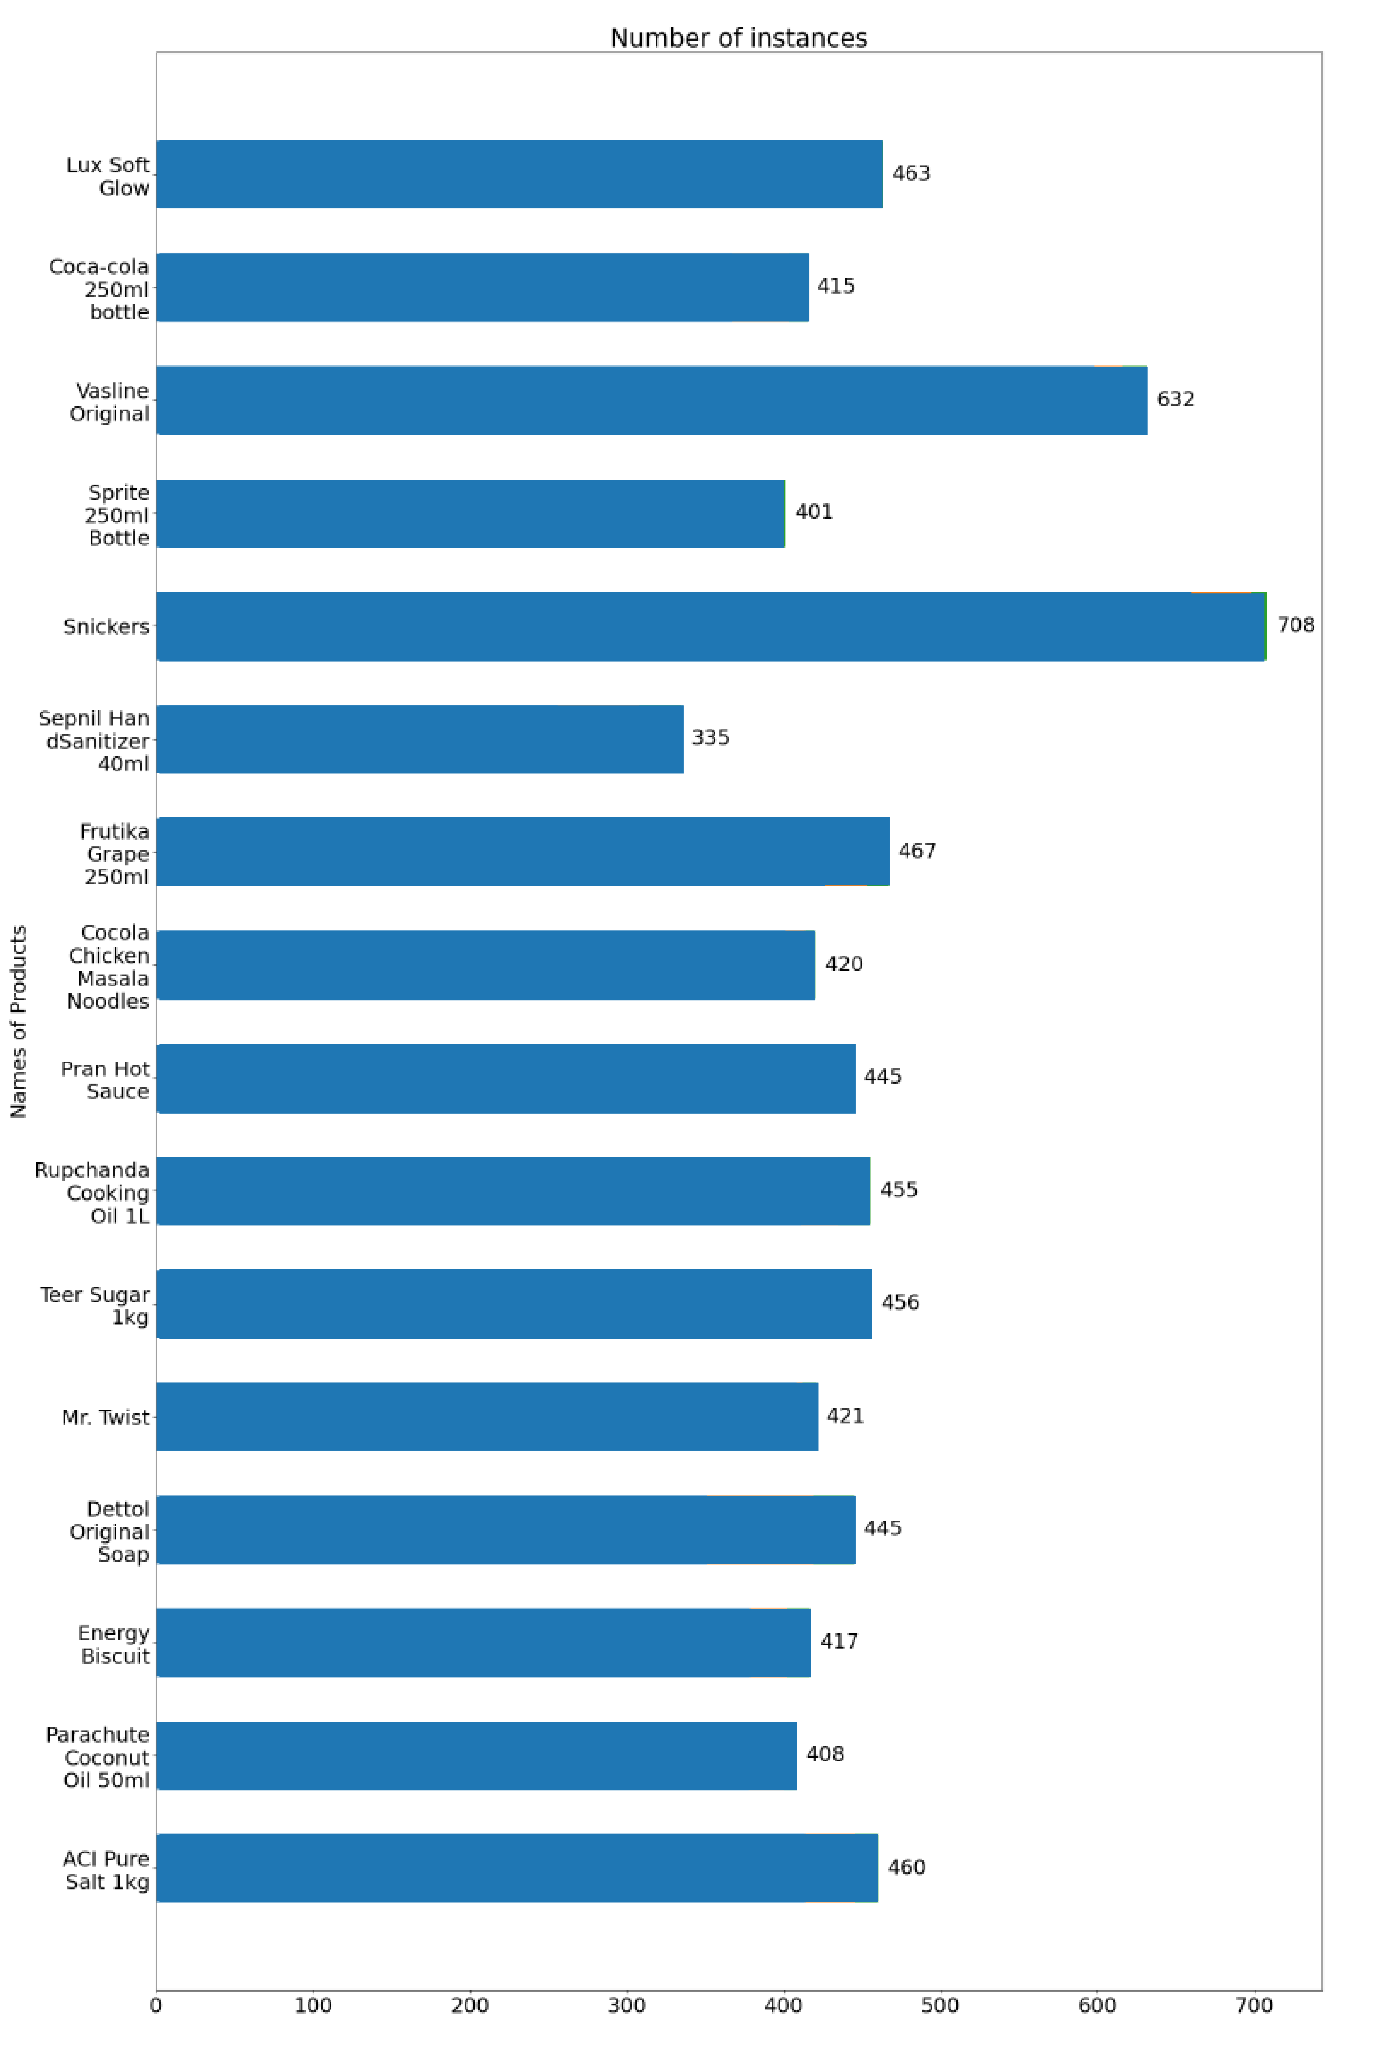 Number of instances
Lux Soft
Glow
463
Coca-cola
250ml
bottle
415
Vasline
Original
632
Sprite
250ml
Bottle
401
Snickers
708
Sepnil Han
dSanitizer
40ml
335
Frutika
Grape
250ml
467
Cocola
Chicken
Masala
Noodles
420
Names of Products
Pran Hot
Sauce
445
Rupchanda
Cooking
Oil 1L
455
Teer Sugar
1kg
456
Mr. Twist
421
Dettol
Original
Soap
445
Energy
Biscuit
417
Parachute
Coconut
Oil 50ml
408
ACI Pure
Salt 1kg
460
0 100 200 300 400 500 600 700